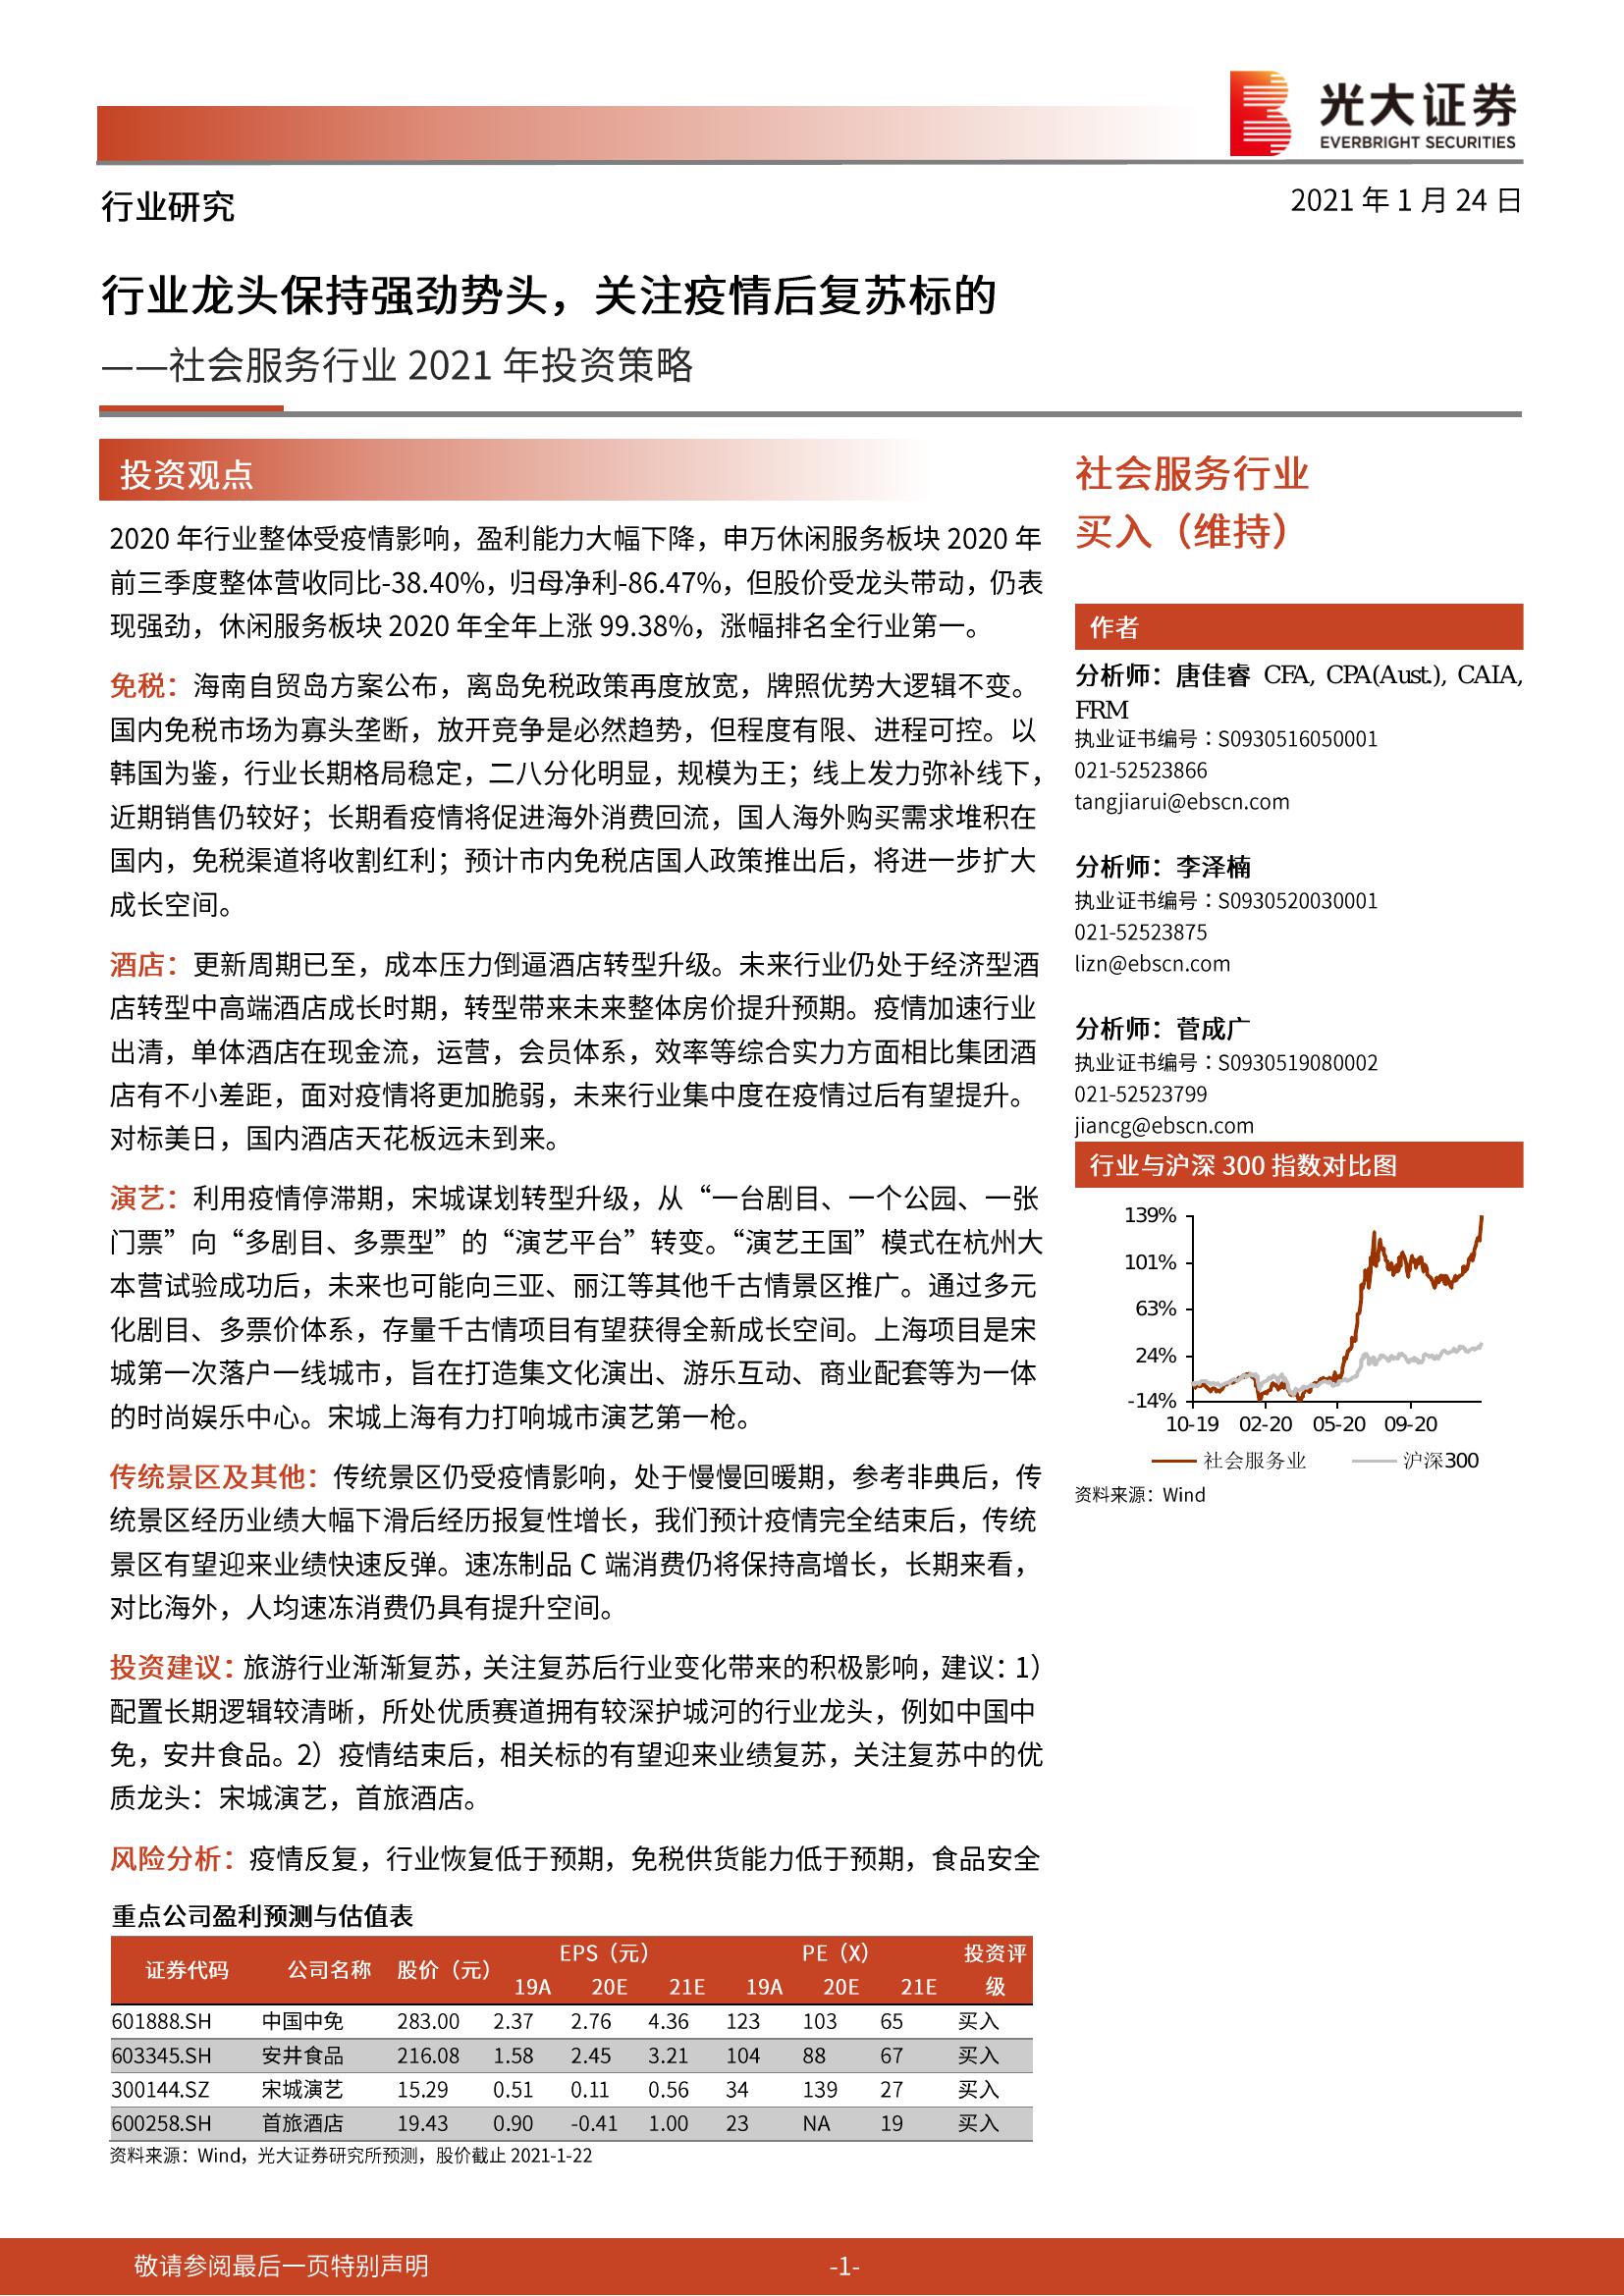 光大证券
EVERBRIGHT SECURITIES
行业研究
2021 年 1 月 24 日
行业龙头保持强劲势头，关注疫情后复苏标的
——社会服务行业 2021 年投资策略
投资观点
2020 年行业整体受疫情影响，盈利能力大幅下降，申万休闲服务板块 2020 年
前三季度整体营收同比-38.40%，归母净利-86.47%，但股价受龙头带动，仍表
现强劲，休闲服务板块 2020 年全年上涨 99.38%，涨幅排名全行业第一。
免税：海南自贸岛方案公布，离岛免税政策再度放宽，牌照优势大逻辑不变。
国内免税市场为寡头垄断，放开竞争是必然趋势，但程度有限、进程可控。以
韩国为鉴，行业长期格局稳定，二八分化明显，规模为王；线上发力弥补线下，
近期销售仍较好；长期看疫情将促进海外消费回流，国人海外购买需求堆积在
国内，免税渠道将收割红利；预计市内免税店国人政策推出后，将进一步扩大
成长空间。
酒店：更新周期已至，成本压力倒逼酒店转型升级。未来行业仍处于经济型酒
店转型中高端酒店成长时期，转型带来未来整体房价提升预期。疫情加速行业
出清，单体酒店在现金流，运营，会员体系，效率等综合实力方面相比集团酒
店有不小差距，面对疫情将更加脆弱，未来行业集中度在疫情过后有望提升。
对标美日，国内酒店天花板远未到来。
演艺：利用疫情停滞期，宋城谋划转型升级，从“一台剧目、一个公园、一张
门票”向“多剧目、多票型”的“演艺平台”转变。“演艺王国”模式在杭州大
本营试验成功后，未来也可能向三亚、丽江等其他千古情景区推广。通过多元
化剧目、多票价体系，存量千古情项目有望获得全新成长空间。上海项目是宋
城第一次落户一线城市，旨在打造集文化演出、游乐互动、商业配套等为一体
的时尚娱乐中心。宋城上海有力打响城市演艺第一枪。
传统景区及其他：传统景区仍受疫情影响，处于慢慢回暖期，参考非典后，传
统景区经历业绩大幅下滑后经历报复性增长，我们预计疫情完全结束后，传统
景区有望迎来业绩快速反弹。速冻制品 C 端消费仍将保持高增长，长期来看，
对比海外，人均速冻消费仍具有提升空间。
投资建议：旅游行业渐渐复苏，关注复苏后行业变化带来的积极影响，建议：1）
配置长期逻辑较清晰，所处优质赛道拥有较深护城河的行业龙头，例如中国中
免，安井食品。2）疫情结束后，相关标的有望迎来业绩复苏，关注复苏中的优
质龙头：宋城演艺，首旅酒店。
风险分析：疫情反复，行业恢复低于预期，免税供货能力低于预期，食品安全
重点公司盈利预测与估值表
证券代码 公司名称 股价（元） EPS（元） PE（X） 投资评级
19A 20E 21E 19A 20E 21E
601888.SH 中国中免 283.00 2.37 2.76 4.36 123 103 65 买入
603345.SH 安井食品 216.08 1.58 2.45 3.21 104 88 67 买入
300144.SZ 宋城演艺 15.29 0.51 0.11 0.56 34 139 27 买入
600258.SH 首旅酒店 19.43 0.90 -0.41 1.00 23 NA 19 买入
资料来源：Wind，光大证券研究所预测，股价截止 2021-1-22
社会服务行业
买入（维持）
作者
分析师：唐佳睿 CFA, CPA(Aust.), CAIA,
FRM
执业证书编号：S0930516050001
021-52523866
tangjiarui@ebscn.com
分析师：李泽楠
执业证书编号：S0930520030001
021-52523875
lizn@ebscn.com
分析师：菅成广
执业证书编号：S0930519080002
021-52523799
jiancg@ebscn.com
行业与沪深 300 指数对比图
139%
101%
63%
24%
-14%
10-19 02-20 05-20 09-20
社会服务业 沪深300
资料来源：Wind
敬请参阅最后一页特别声明 -1-